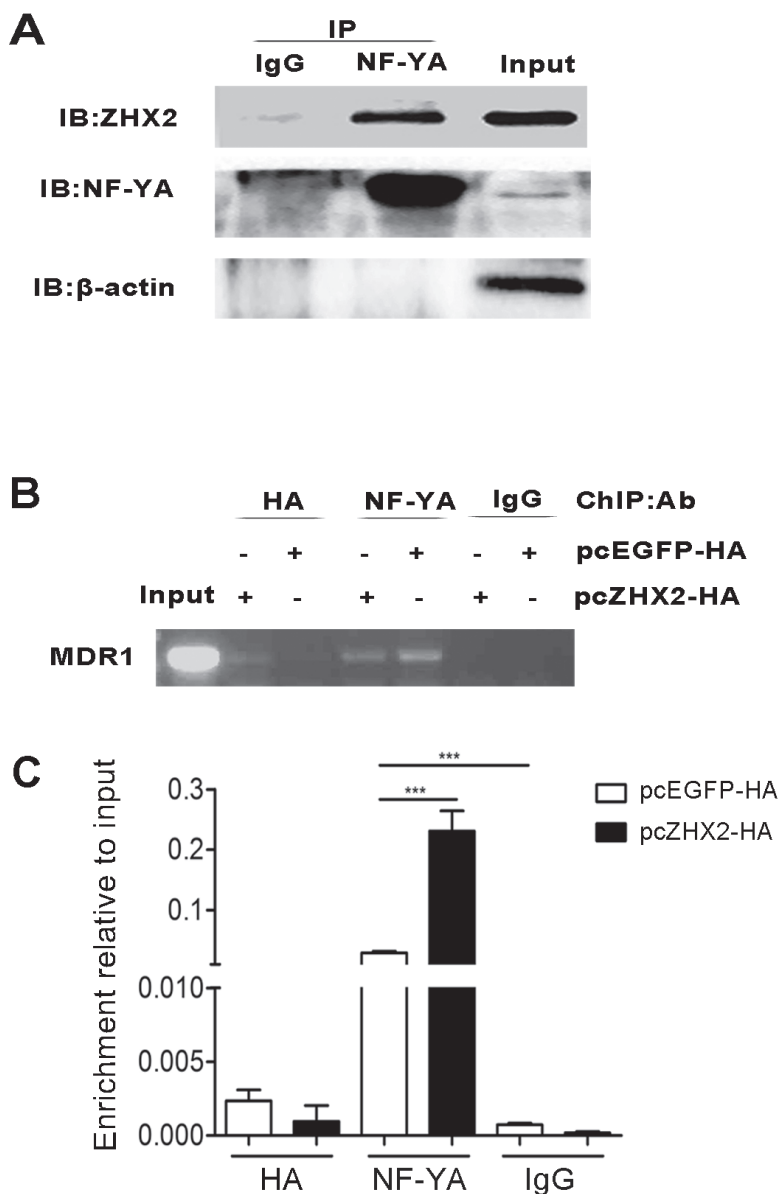 A
IP
IgG NF-YA Input
IB:ZHX2
IB:NF-YA
IB:β-actin
B
HA NF-YA IgG ChIP:Ab
- + - + - + pcEGFP-HA
Input + - + - + - pcZHX2-HA
MDR1
C
Enrichment relative to input
***
***
pcEGFP-HA
pcZHX2-HA
0.3
0.2
0.1
0.010
0.005
0.000
HA NF-YA IgG